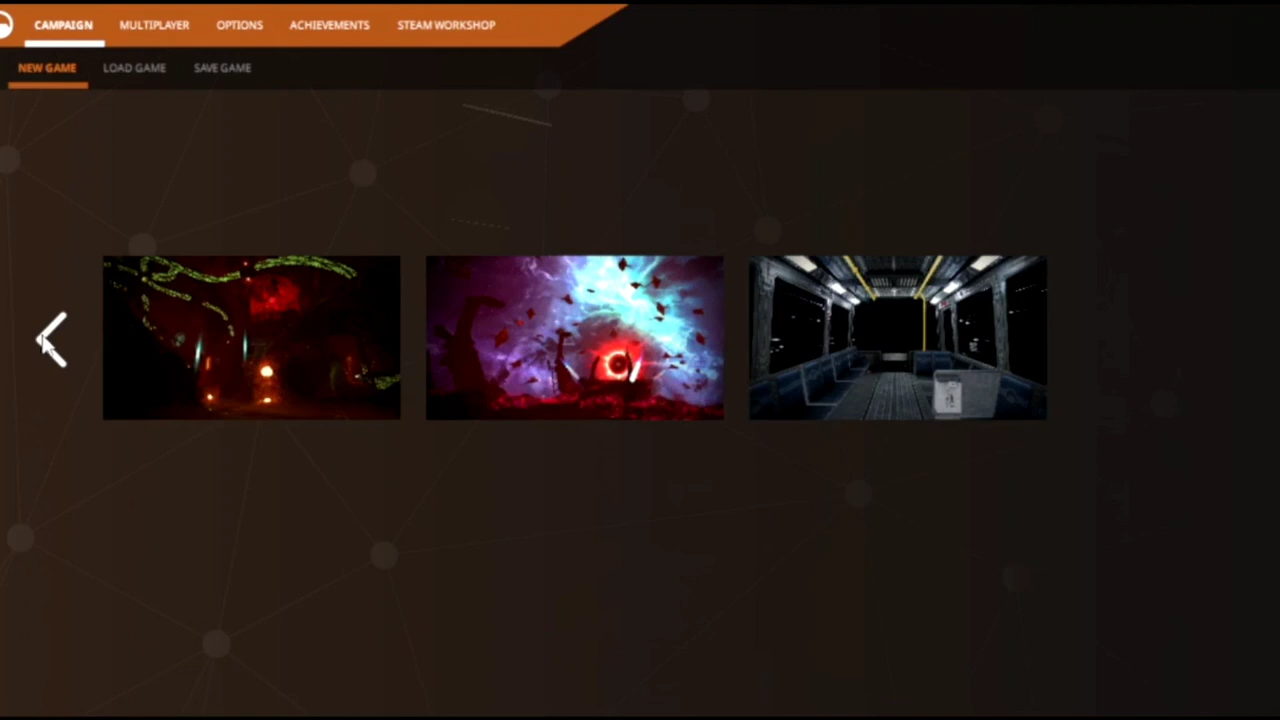 CAMPAIGN MULTIPLAYER OPTIONS ACHIEVEMENTS STEAM WORKSHOP
NEW GAME LOAD GAME SAVE GAME